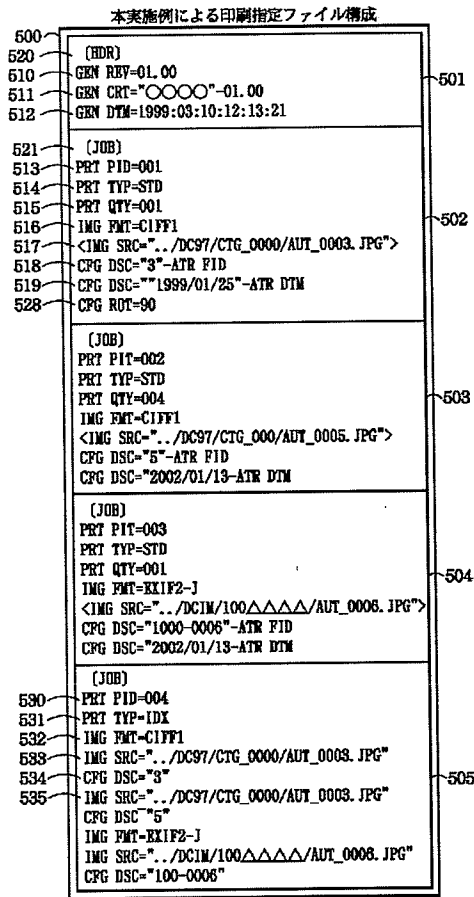 本実施例による印刷指定ファイル構成
500
520 [HDR]
510 GEN REV=01.00
511 GEN CRT="○○○○"-01.00
512 GEN DTM=1999:03:10:12:13:21
501
521 [JOB]
513 PRT PID=001
514 PRT TYP=STD
515 PRT QTY=001
516 IMG FMT=CIFF1
517 <IMG SRC="../DC97/CTG_0000/AUT_0003.JPG">
518 CFG DSC="3"-ATR FID
519 CFG DSC=""1999/01/25"-ATR DTM
528 CFG ROT=90
502
[JOB]
PRT PIT=002
PRT TYP=STD
PRT QTY=004
IMG FMT=CIFF1
<IMG SRC="../DC97/CTG_000/AUT_0005.JPG">
CFG DSC="5"-ATR FID
CFG DSC="2002/01/13-ATR DTM
503
[JOB]
PRT PIT=003
PRT TYP=STD
PRT QTY=001
IMG FMT=EXIF2-J
<IMG SRC="../DCIM/100△△△△/AUT_0006.JPG">
CFG DSC="1000-0006"-ATR FID
CFG DSC="2002/01/13-ATR DTM
504
[JOB]
530 PRT PID=004
531 PRT TYP=IDX
532 IMG FMT=CIFF1
533 IMG SRC="../DC97/CTG_0000/AUT_0003.JPG"
534 CFG DSC="3"
535 IMG SRC="../DC97/CTG_0000/AUT_0003.JPG"
CFG DSC "5"
IMG FMT=EXIF2-J
IMG SRC="../DCIM/100△△△△/AUT_0006.JPG"
CFG DSC="100-0006"
505